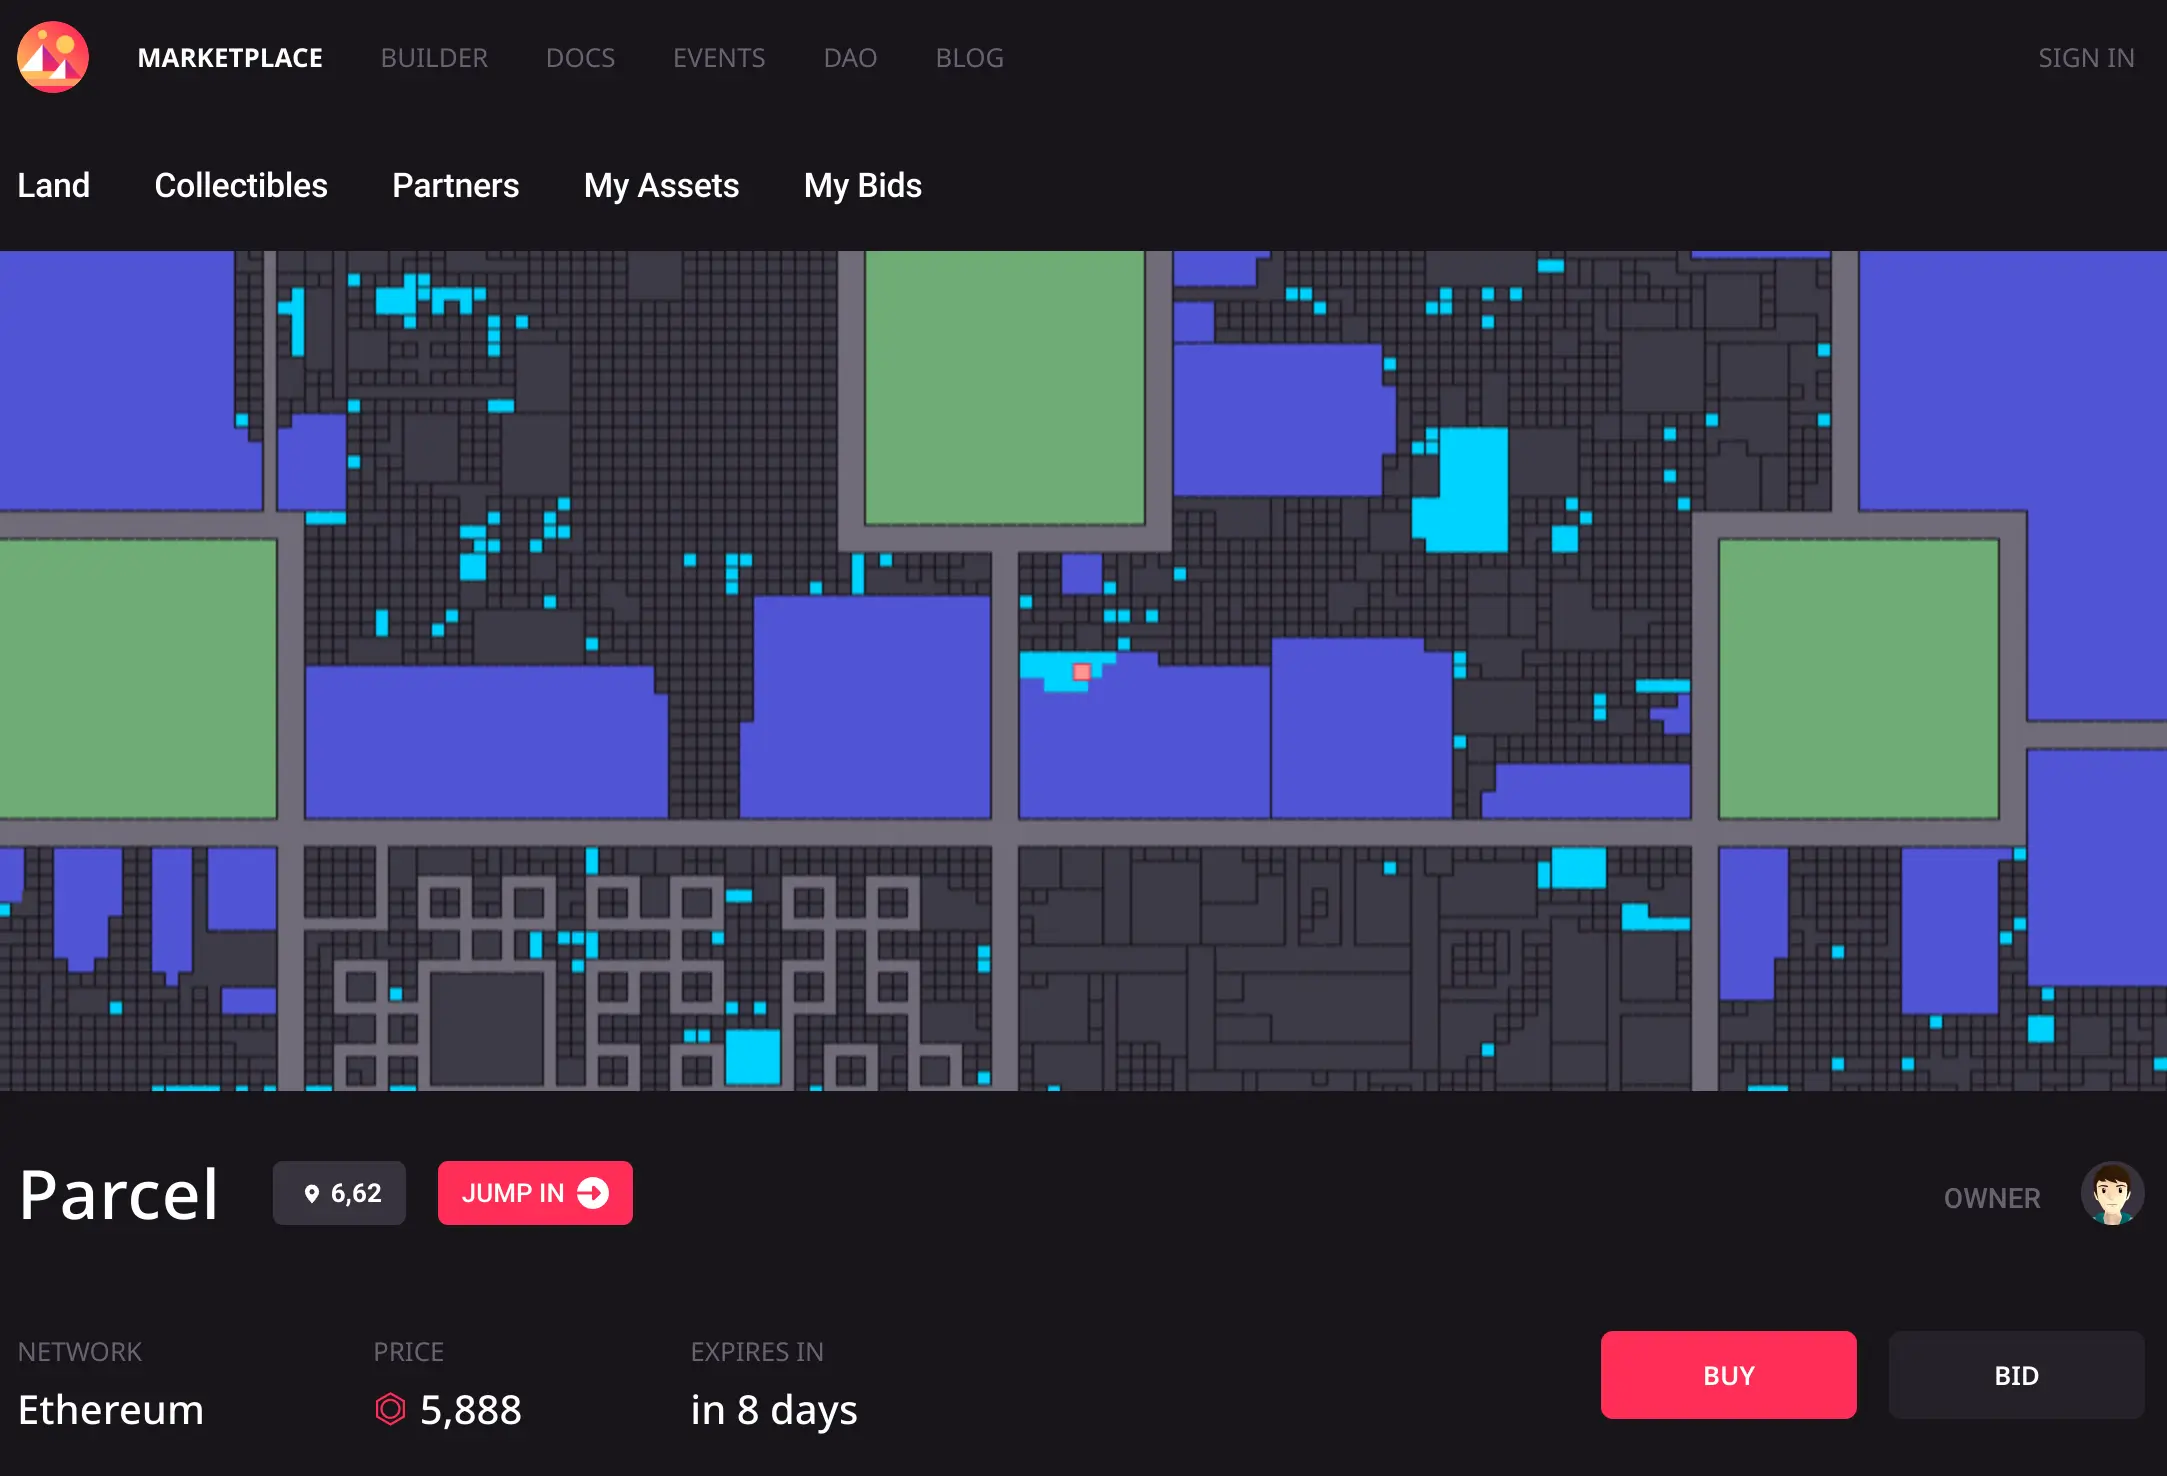 MARKETPLACE BUILDER DOCS EVENTS DAO BLOG SIGN IN
Land Collectibles Partners My Assets My Bids
Parcel 6,62 JUMP IN OWNER
NETWORK PRICE EXPIRES IN
Ethereum 5,888 in 8 days
BUY BID